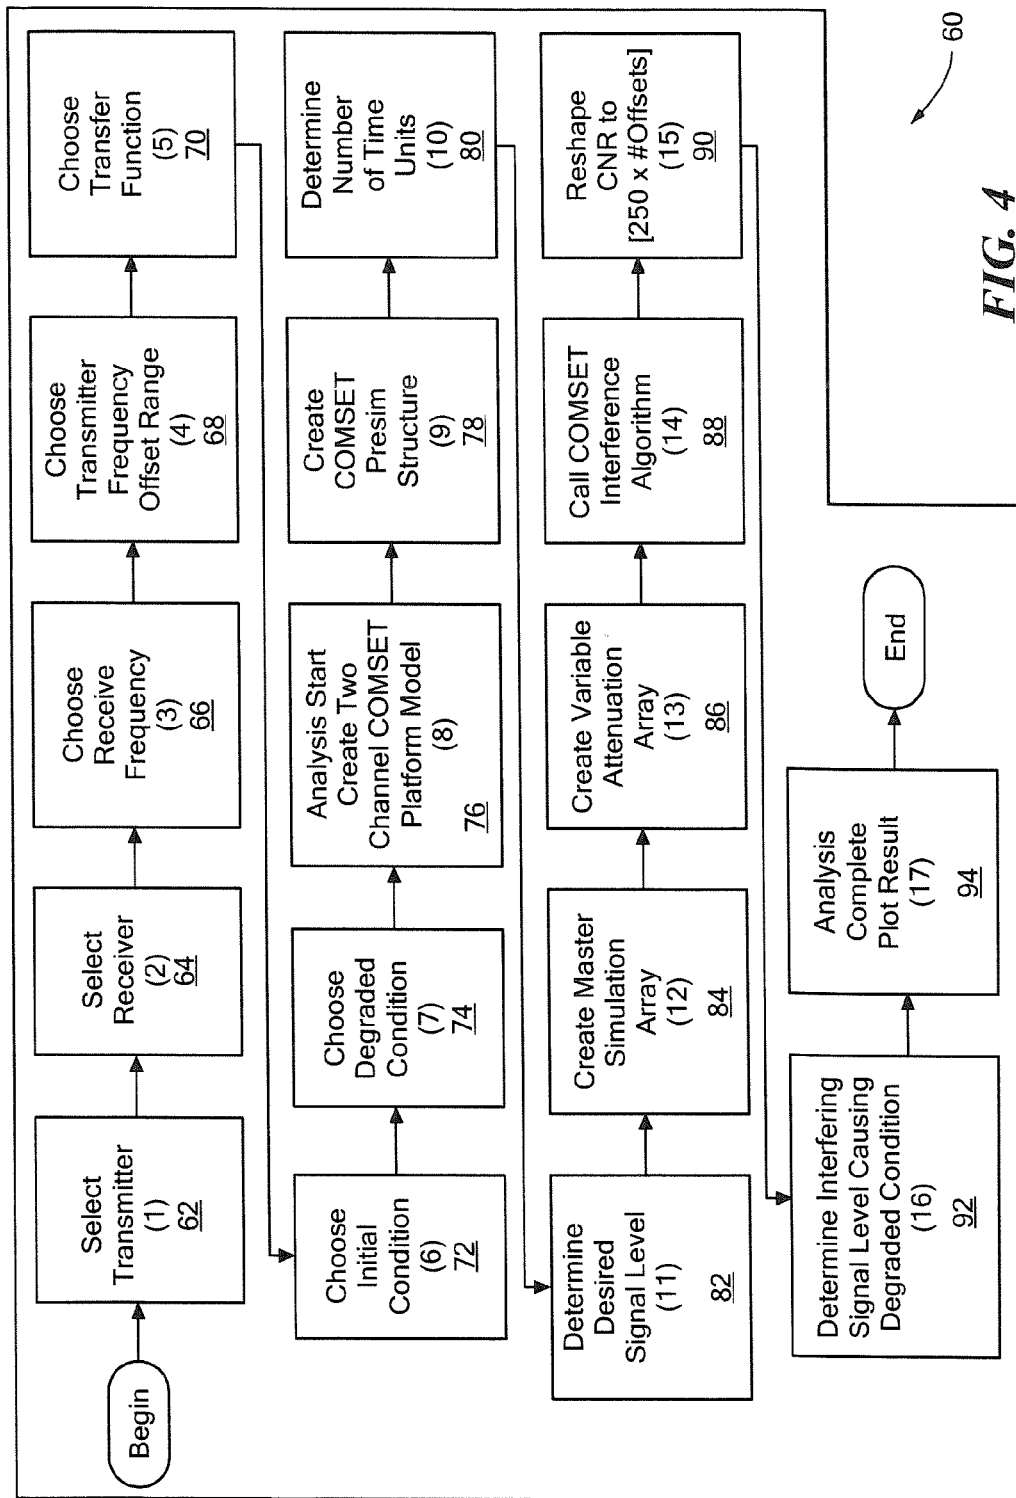 Begin
Select
Transmitter
(1)
62
Select
Receiver
(2)
64
Choose
Receive
Frequency
(3)
66
Choose
Transmitter
Frequency
Offset Range
(4)
68
Choose
Transfer
Function
(5)
70
Choose
Initial
Condition
(6)
72
Choose
Degraded
Condition
(7)
74
Analysis Start
Create Two
Channel COMSET
Platform Model
(8)
76
Create
COMSET
Presim
Structure
(9)
78
Determine
Number
of Time
Units
(10)
80
Determine
Desired
Signal Level
(11)
82
Create Master
Simulation
Array
(12)
84
Create Variable
Attenuation
Array
(13)
86
Call COMSET
Interference
Algorithm
(14)
88
Reshape
CNR to
[250 x #Offsets]
(15)
90
Determine Interfering
Signal Level Causing
Degraded Condition
(16)
92
Analysis
Complete
Plot Result
(17)
94
End
60
FIG. 4